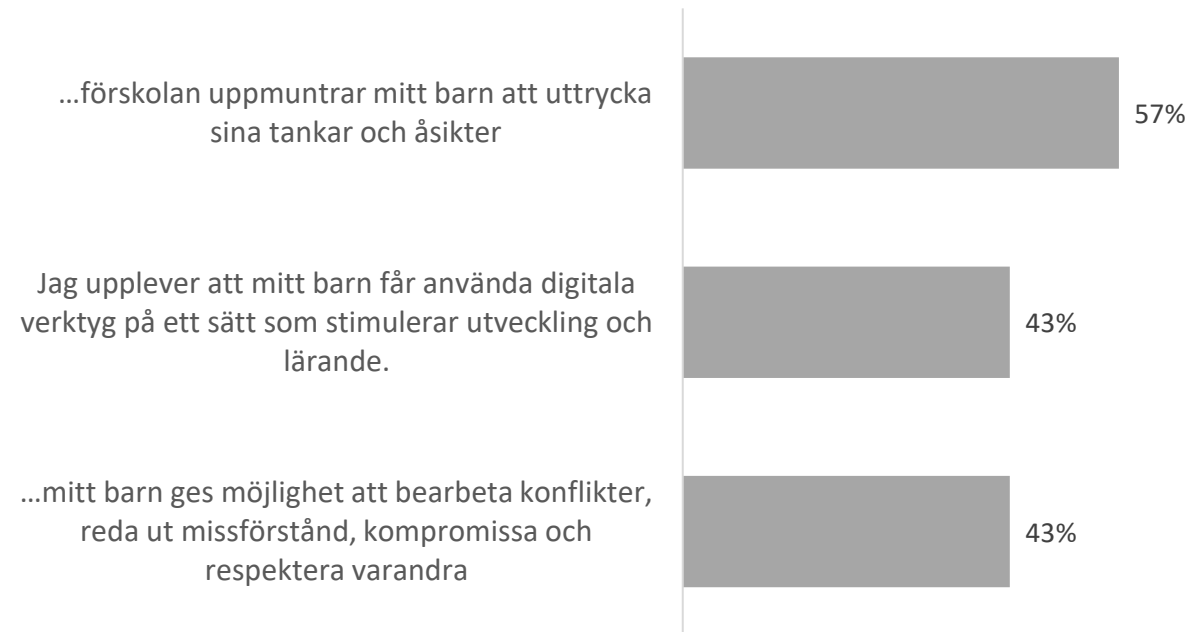 …förskolan uppmuntrar mitt barn att uttrycka
sina tankar och åsikter
57%
Jag upplever att mitt barn får använda digitala
verktyg på ett sätt som stimulerar utveckling och
lärande.
43%
…mitt barn ges möjlighet att bearbeta konflikter,
reda ut missförstånd, kompromissa och
respektera varandra
43%